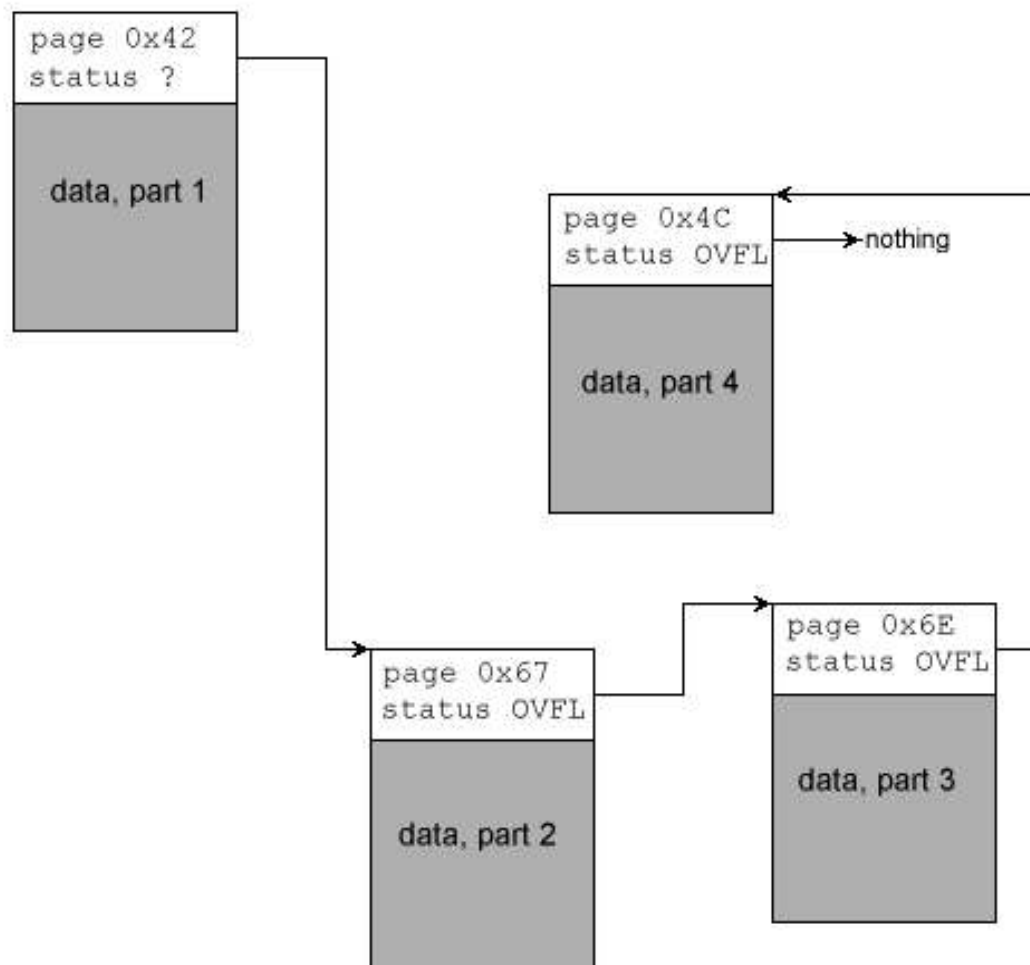 page 0x42
status ?
data, part 1
page 0x4C
status OVFL
nothing
data, part 4
page 0x67
status OVFL
data, part 2
page 0x6E
status OVFL
data, part 3